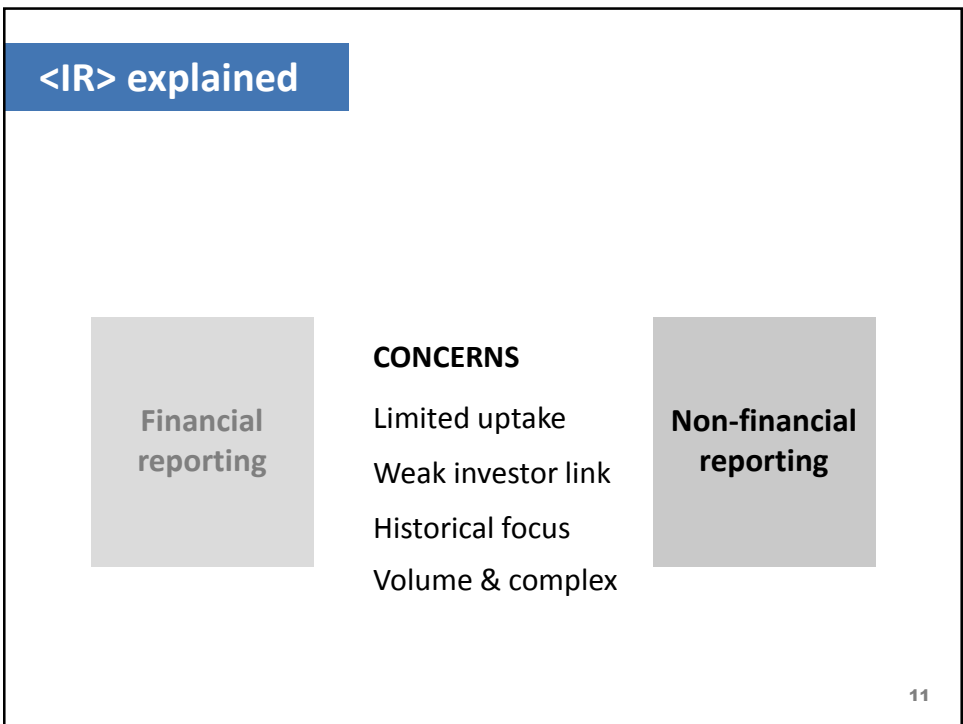 <IR> explained
Financial
reporting
CONCERNS
Limited uptake
Weak investor link
Historical focus
Volume & complex
Non-financial
reporting
11